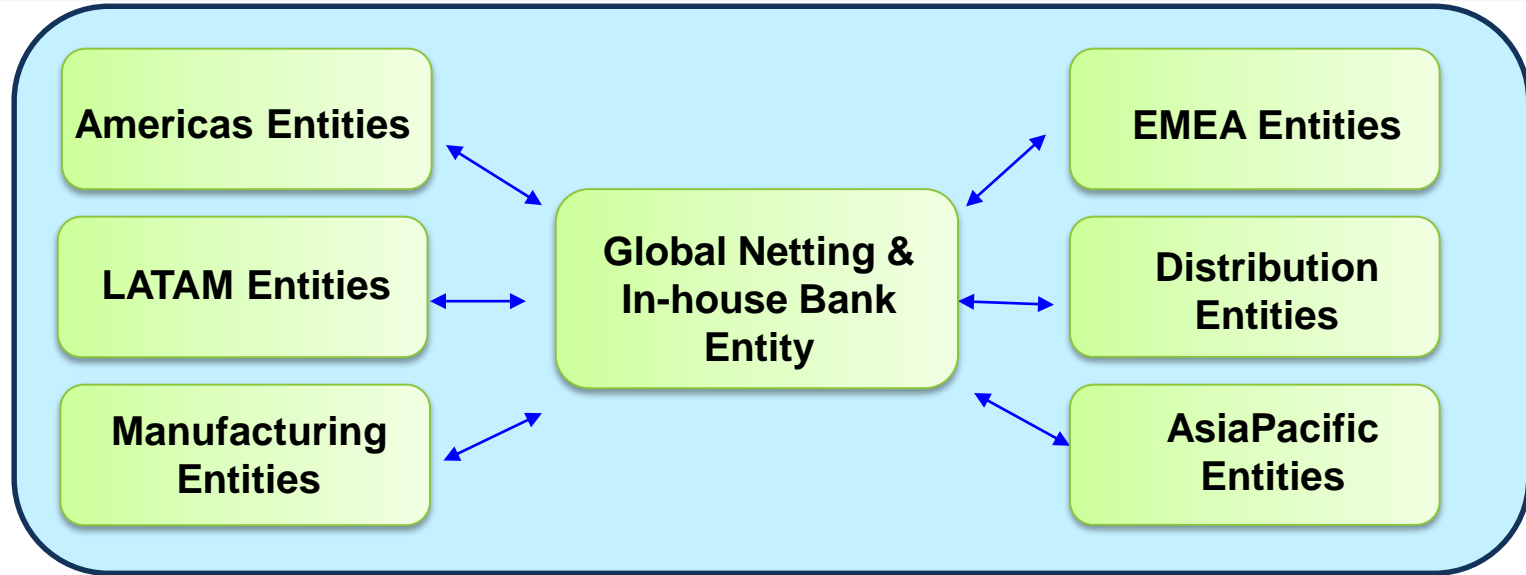 Americas Entities
LATAM Entities
Manufacturing
Entities
Global Netting &
In-house Bank
Entity
EMEA Entities
Distribution
Entities
AsiaPacific
Entities